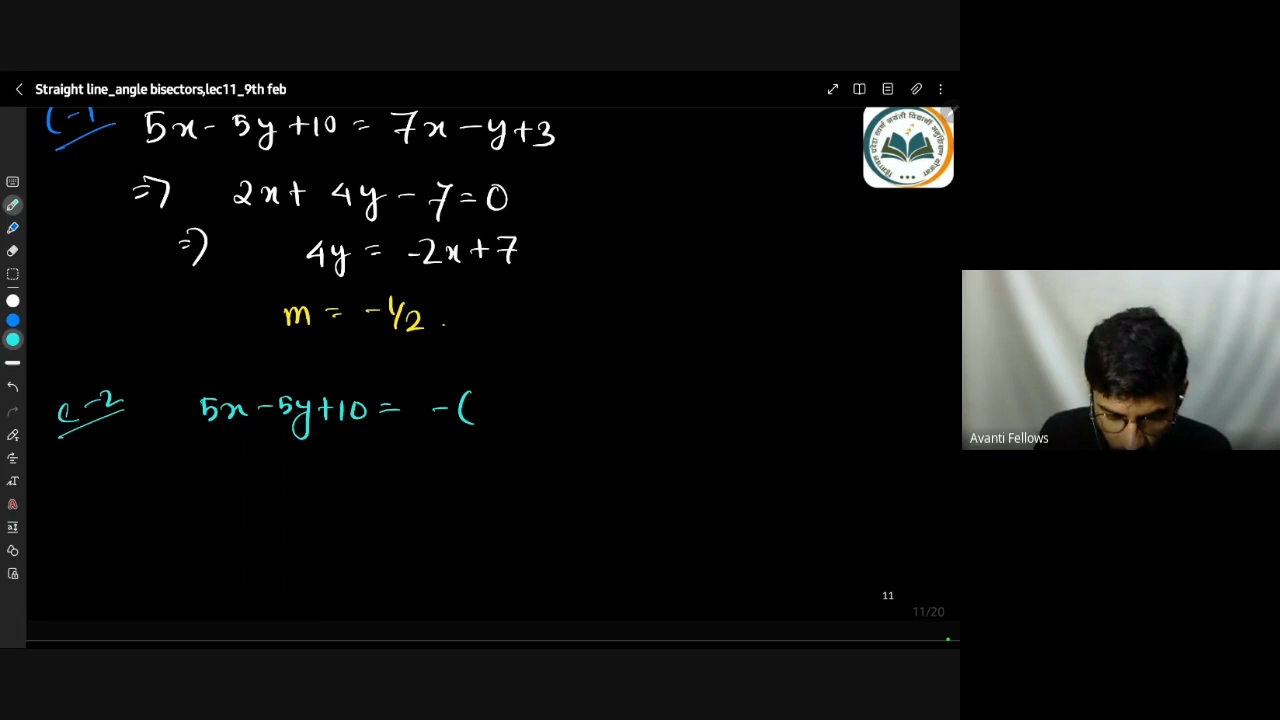 Straight line_angle bisectors,lec11_9th feb
C-1 5x - 5y + 10 = 7x - y + 3
=> 2x + 4y - 7 = 0
=> 4y = -2x + 7
m = -1/2 .
C-2 5x - 5y + 10 = - (
Avanti Fellows
11
11/20